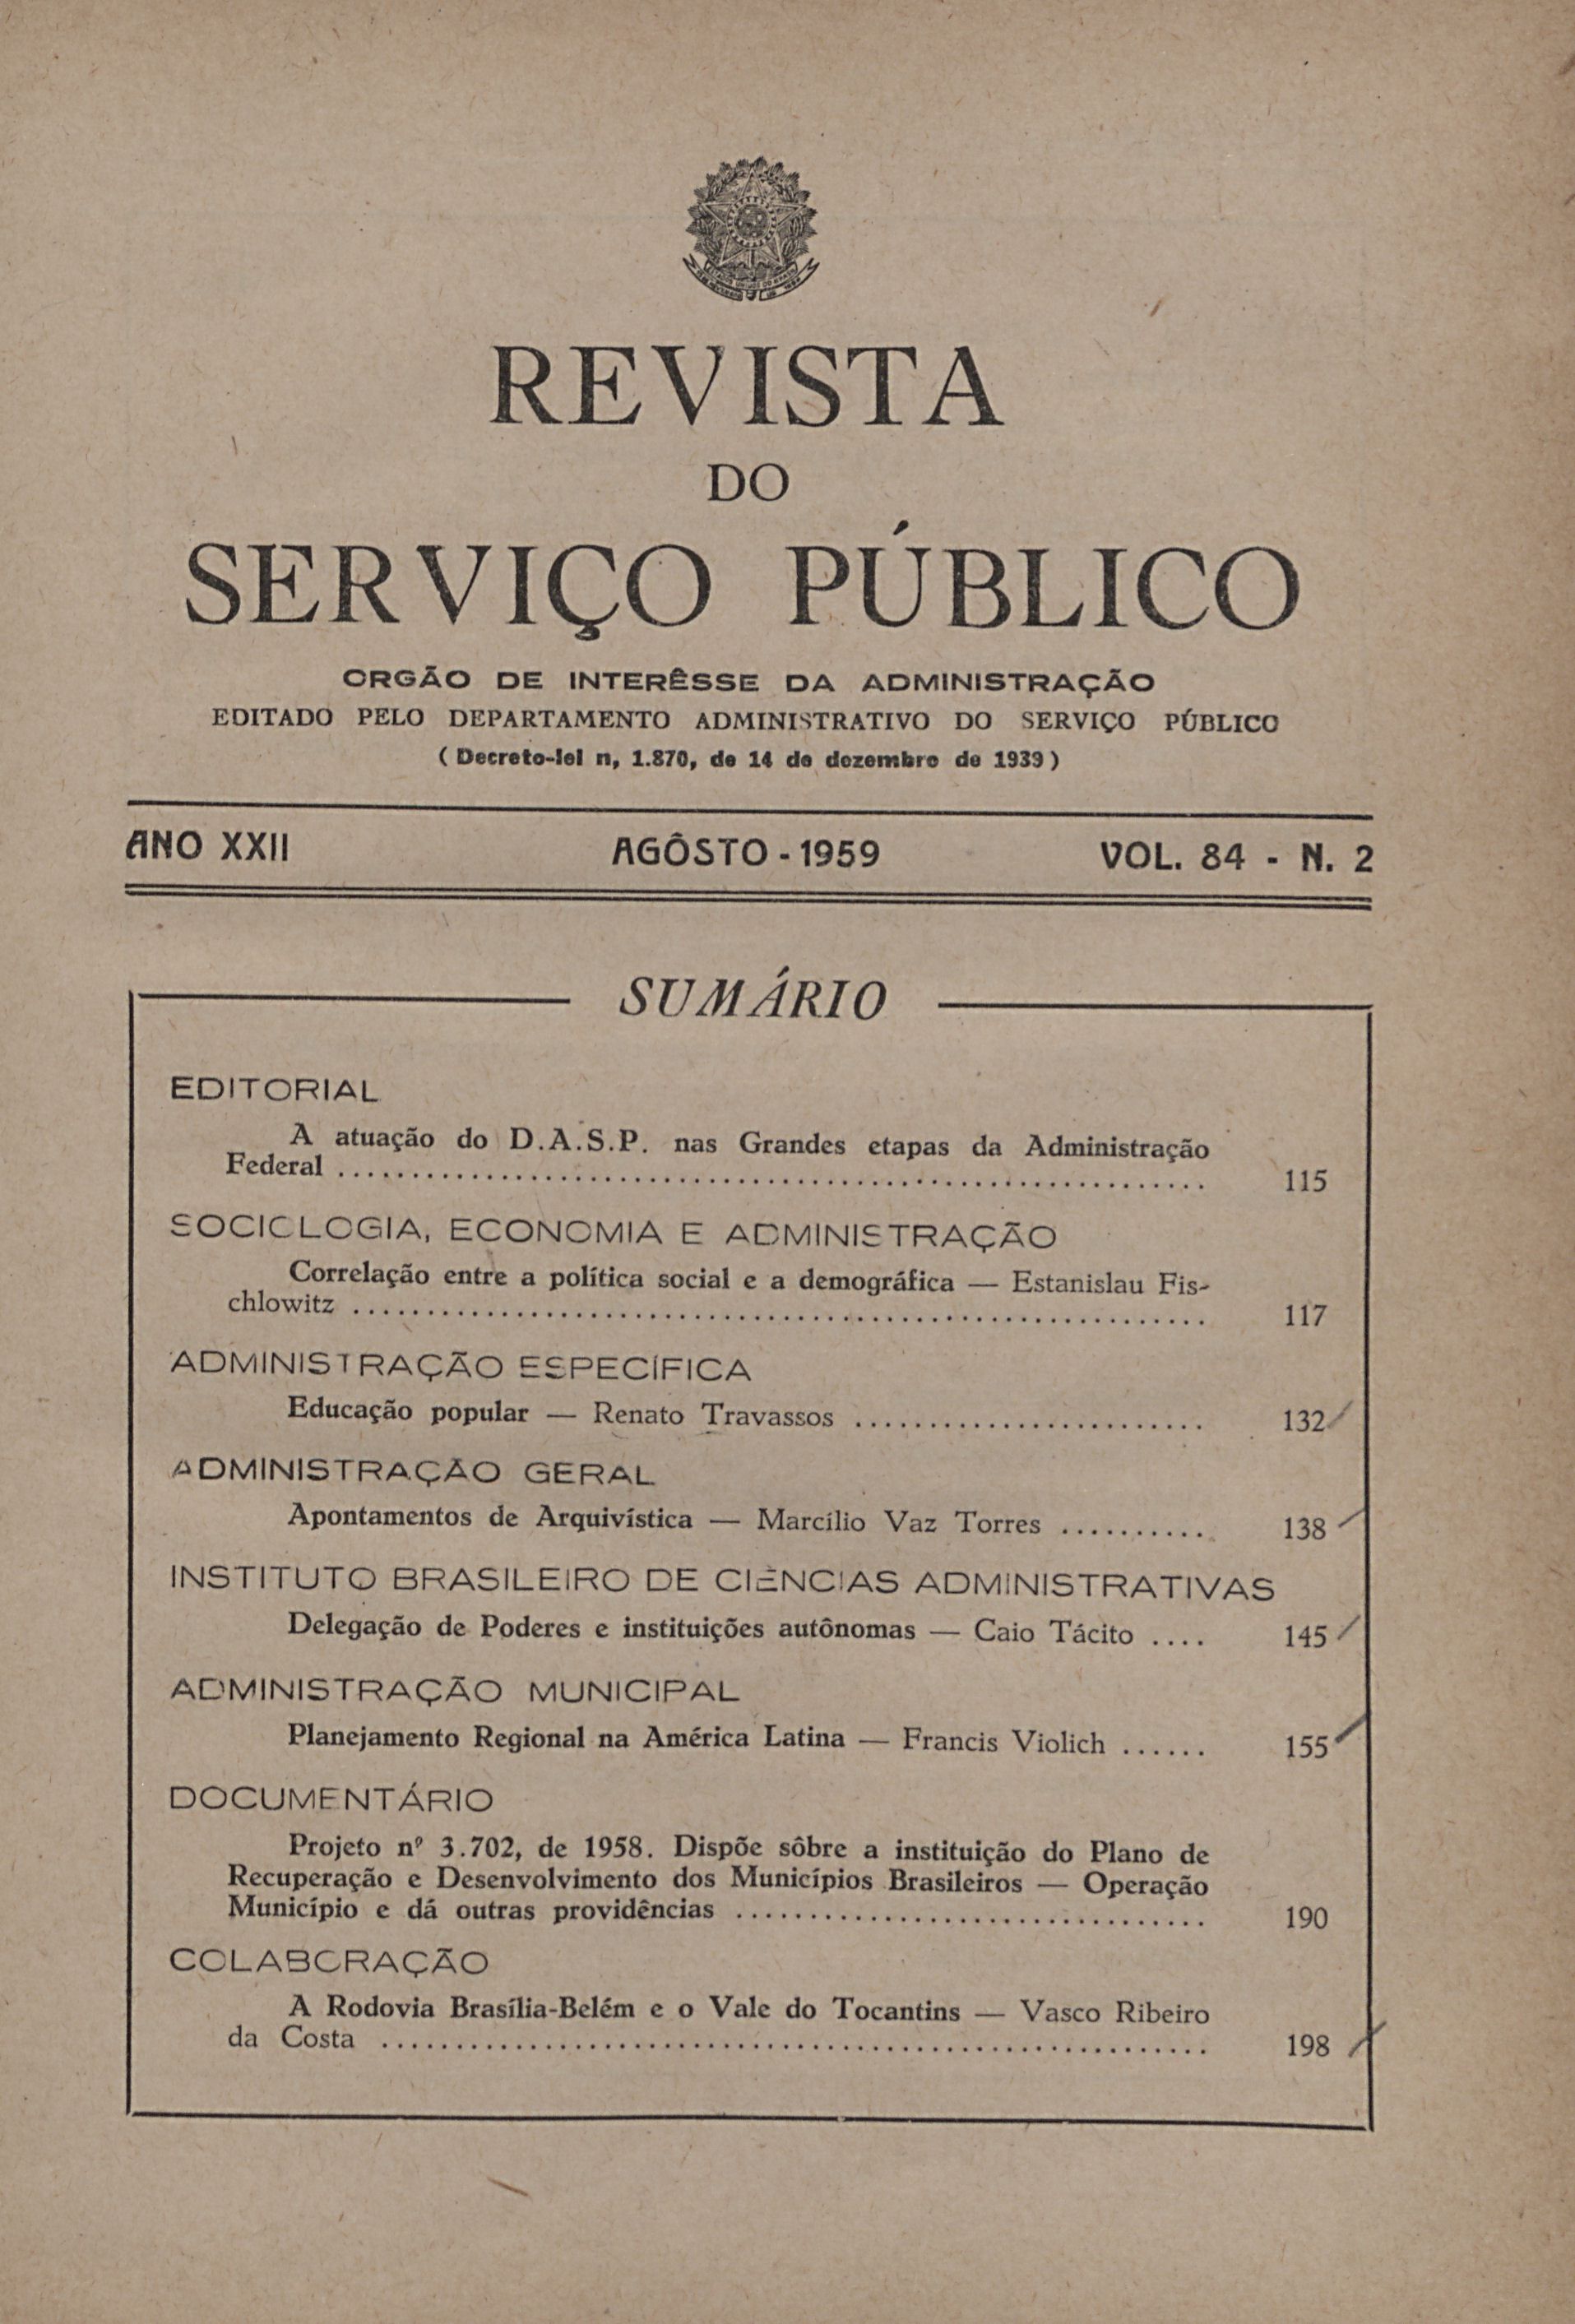 REVISTA
DO
SERVIÇO PÚBLICO
ORGÃO DE INTERÊSSE DA ADMINISTRAÇÃO
EDITADO PELO DEPARTAMENTO ADMINISTRATIVO DO SERVIÇO PÚBLICO
( Decreto-lei n, 1.870, de 14 de dezembro de 1939 )
ANO XXII AGÔSTO - 1959 VOL. 84 - N. 2
SUMÁRIO
EDITORIAL
A atuação do D.A.S.P. nas Grandes etapas da Administração
Federal ........................................................... 115
SOCIOLOGIA, ECONOMIA E ADMINISTRAÇÃO
Correlação entre a política social e a demográfica — Estanislau Fis-
chlowitz .......................................................... 117
ADMINISTRAÇÃO ESPECÍFICA
Educação popular — Renato Travassos ........................ 132
ADMINISTRAÇÃO GERAL
Apontamentos de Arquivística — Marcílio Vaz Torres .......... 138
INSTITUTO BRASILEIRO DE CIÊNCIAS ADMINISTRATIVAS
Delegação de Poderes e instituições autônomas — Caio Tácito .... 145
ADMINISTRAÇÃO MUNICIPAL
Planejamento Regional na América Latina — Francis Violich ...... 155
DOCUMENTÁRIO
Projeto nº 3.702, de 1958. Dispõe sôbre a instituição do Plano de
Recuperação e Desenvolvimento dos Municípios Brasileiros — Operação
Município e dá outras providências ................................ 190
COLABORAÇÃO
A Rodovia Brasília-Belém e o Vale do Tocantins — Vasco Ribeiro
da Costa ........................................................ 198